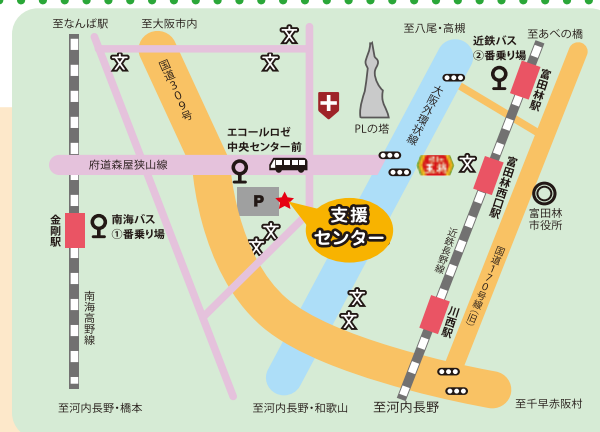 至なんば駅
至大阪市内
至八尾・高槻
至あべの橋
近鉄バス
②番乗り場
国道309号
富田林駅
大阪外環状線
PLの塔
エコールロゼ
中央センター前
府道森屋狭山線
富田林西口駅
P
支援
センター
富田林
市役所
金剛駅
南海バス
①番乗り場
近鉄長野線
国道170号線(旧)
南海高野線
川西駅
至河内長野・橋本
至河内長野・和歌山
至河内長野
至千早赤阪村